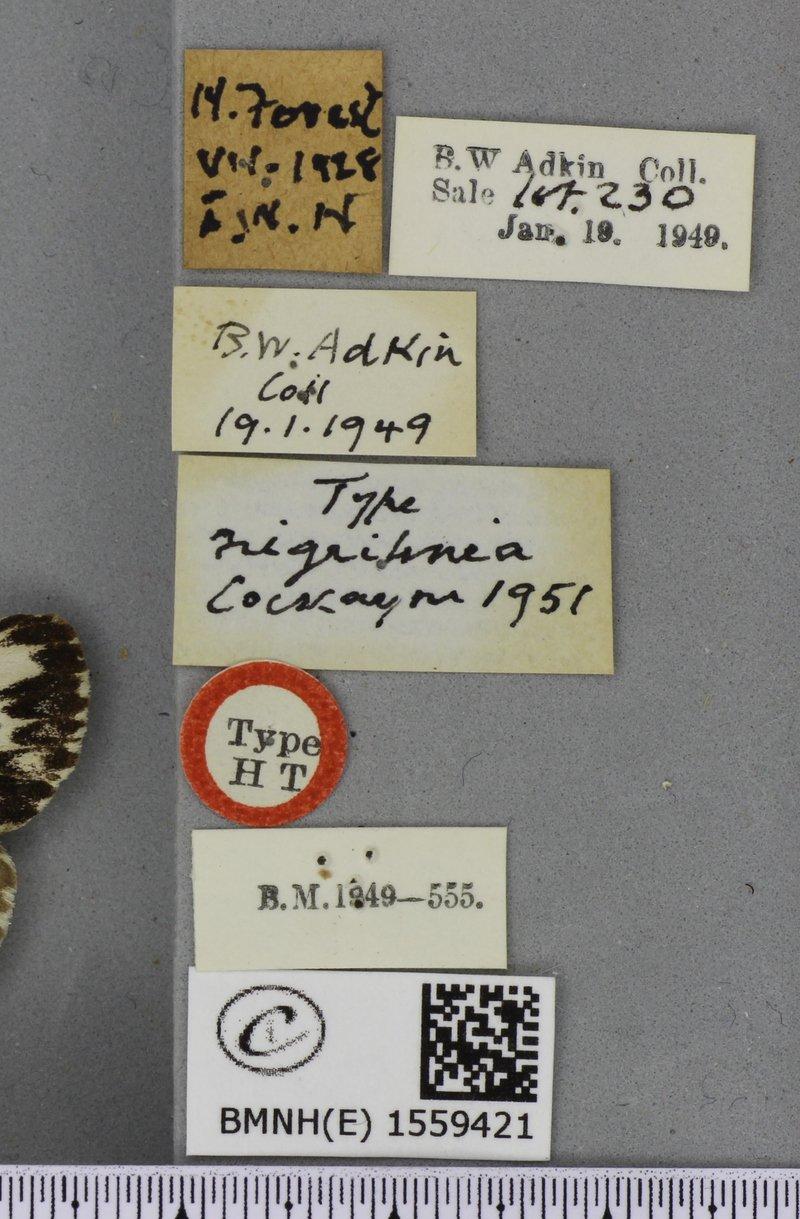 N. Forest
VII. 1928
B.W Adkin Coll.
Sale lot. 230
Jan. 19. 1949.
B.W. Adkin
Coll
19.1.1949
Type
nigrilinea
Cockayne 1951
Type
H T
B.M.1949-555.
C
BMNH(E) 1559421